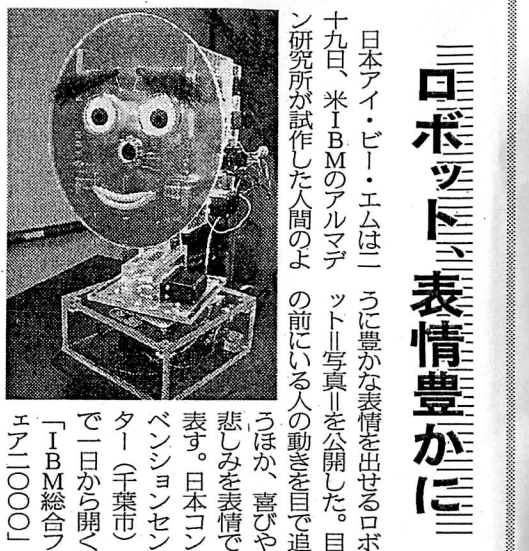 ロボット、表情豊かに
日本アイ・ビー・エムは二
十九日、米ＩＢＭのアルマデ
ン研究所が試作した人間のよ
うに豊かな表情を出せるロボ
ット＝写真＝を公開した。目
の前にいる人の動きを目で追
うほか、喜びや
悲しみを表情で
表す。日本コン
ベンションセン
ター（千葉市）
で一日から開く
「ＩＢＭ総合フ
ェア二〇〇〇」